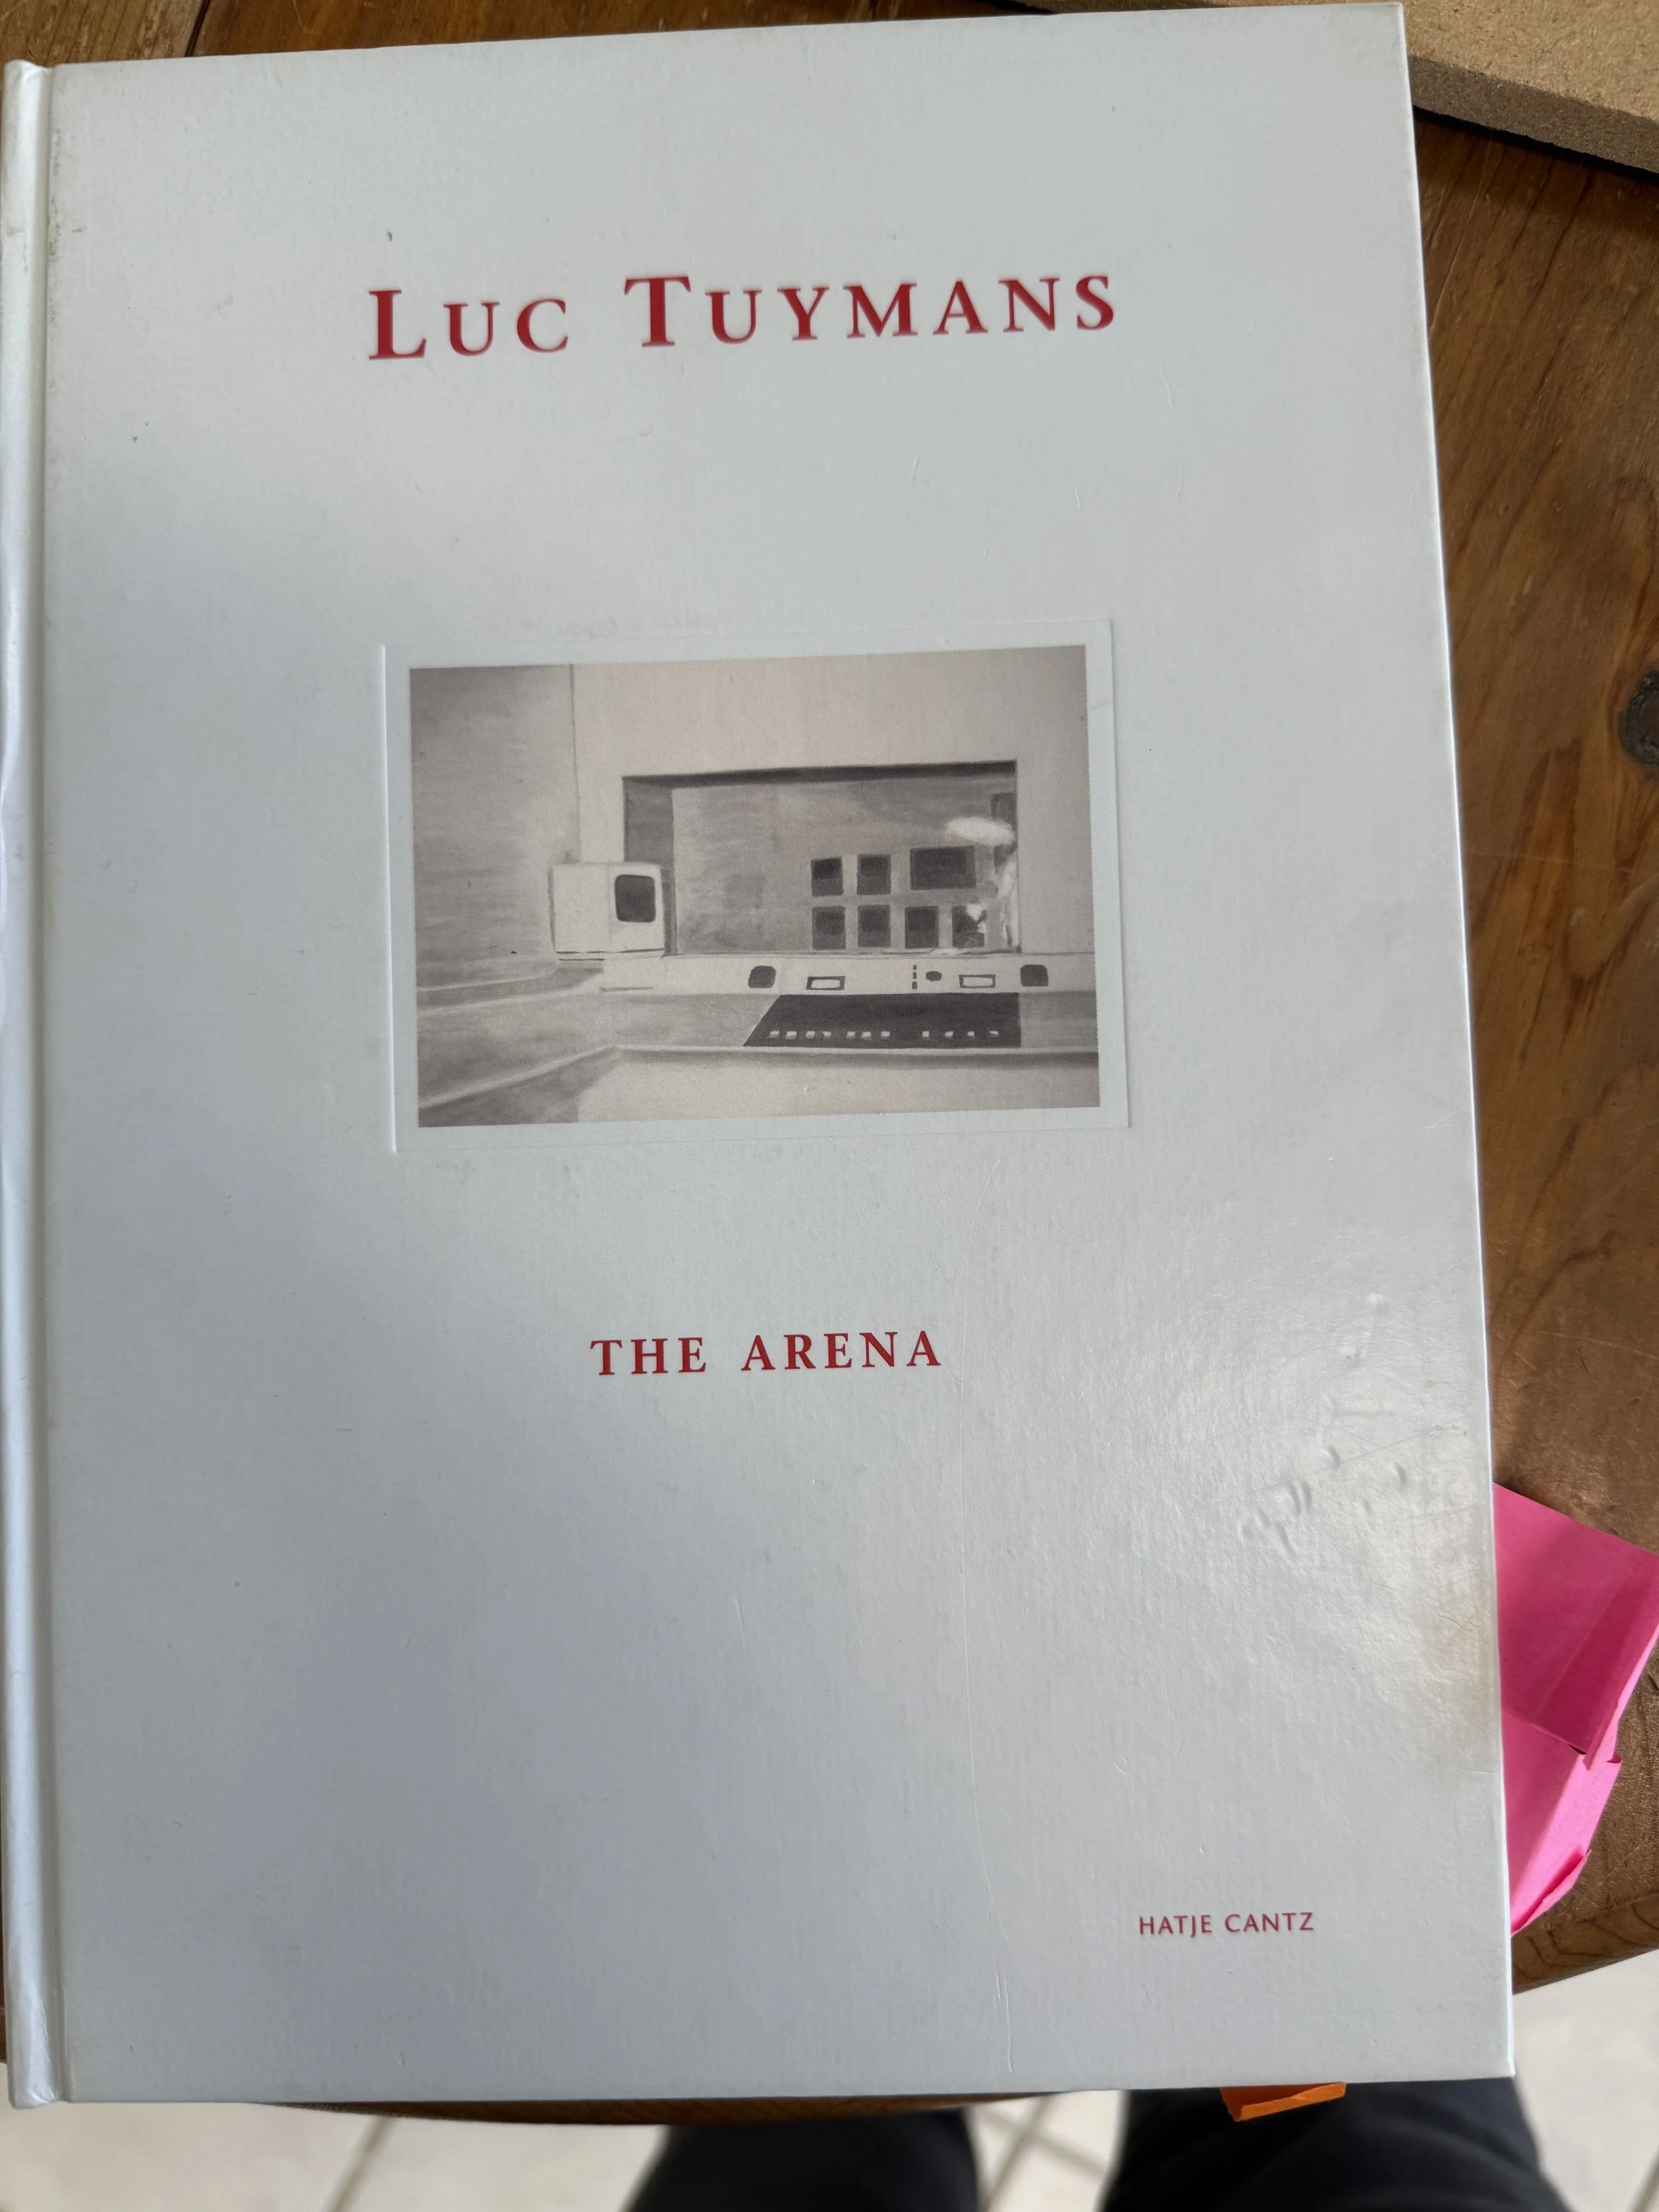 LUC TUYMANS
THE ARENA
HATJE CANTZ